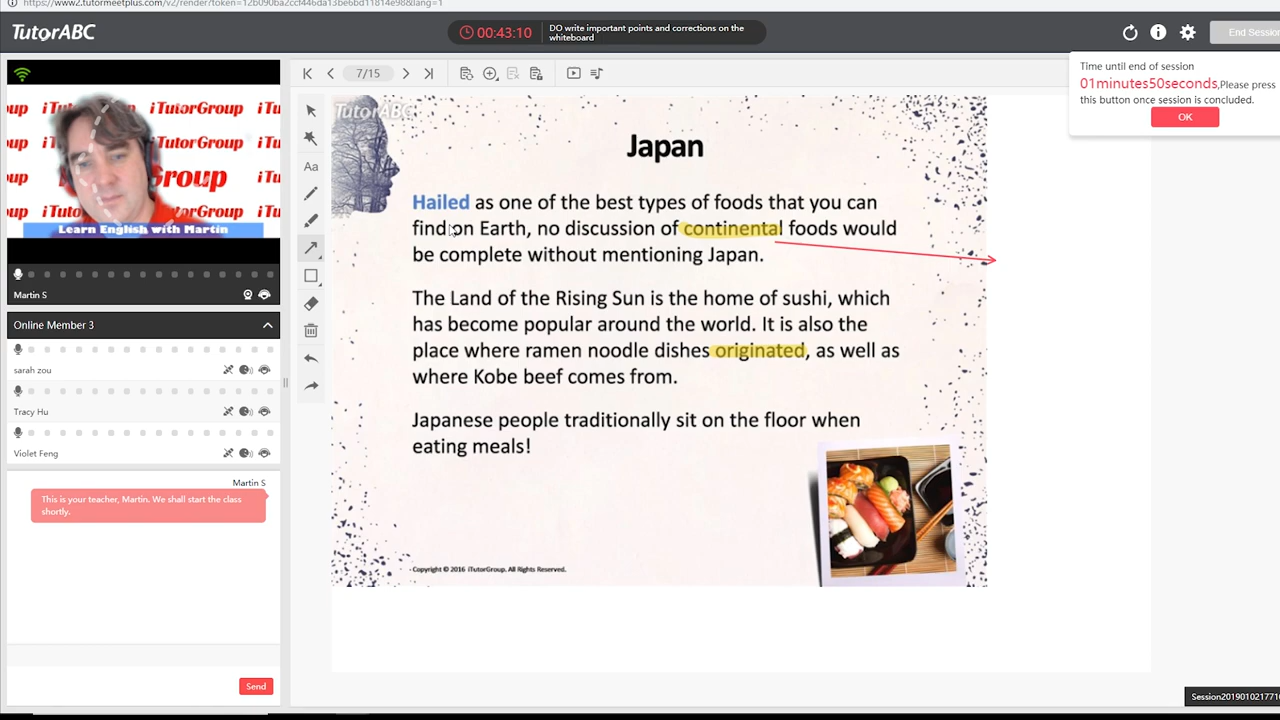 https://www2.tutormeetplus.com/v2/render?token=12b090ba2ccf446da13be6bd11814e98&lang=1
TutorABC
00:43:10
DO write important points and corrections on the
whiteboard
End Sessio
Time until end of session
01minutes50seconds,Please press
this button once session is concluded.
OK
7/15
iTutorGroup
Learn English with Martin
Martin S
Online Member 3
sarah zou
Tracy Hu
Violet Feng
Martin S
This is your teacher, Martin. We shall start the class
shortly.
Send
Aa
TutorABC
Japan
Hailed as one of the best types of foods that you can
find on Earth, no discussion of continental foods would
be complete without mentioning Japan.
The Land of the Rising Sun is the home of sushi, which
has become popular around the world. It is also the
place where ramen noodle dishes originated, as well as
where Kobe beef comes from.
Japanese people traditionally sit on the floor when
eating meals!
Copyright © 2016 iTutorGroup. All Rights Reserved.
Session2019010217716